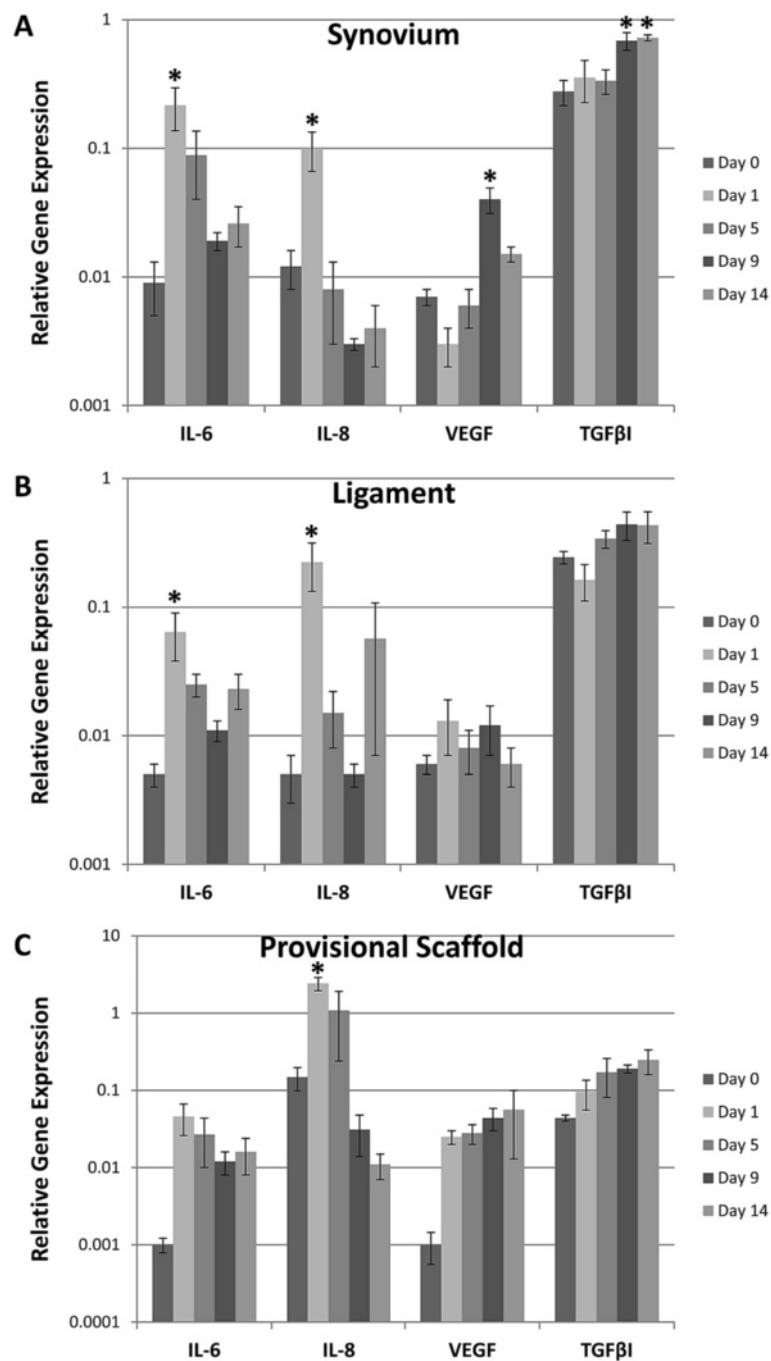 A
Synovium
Relative Gene Expression
1
0.1
0.01
0.001
* * * * *
IL-6 IL-8 VEGF TGFβI
Day 0
Day 1
Day 5
Day 9
Day 14
B
Ligament
Relative Gene Expression
1
0.1
0.01
0.001
* *
IL-6 IL-8 VEGF TGFβI
Day 0
Day 1
Day 5
Day 9
Day 14
C
Provisional Scaffold
Relative Gene Expression
10
1
0.1
0.01
0.001
0.0001
*
IL-6 IL-8 VEGF TGFβI
Day 0
Day 1
Day 5
Day 9
Day 14